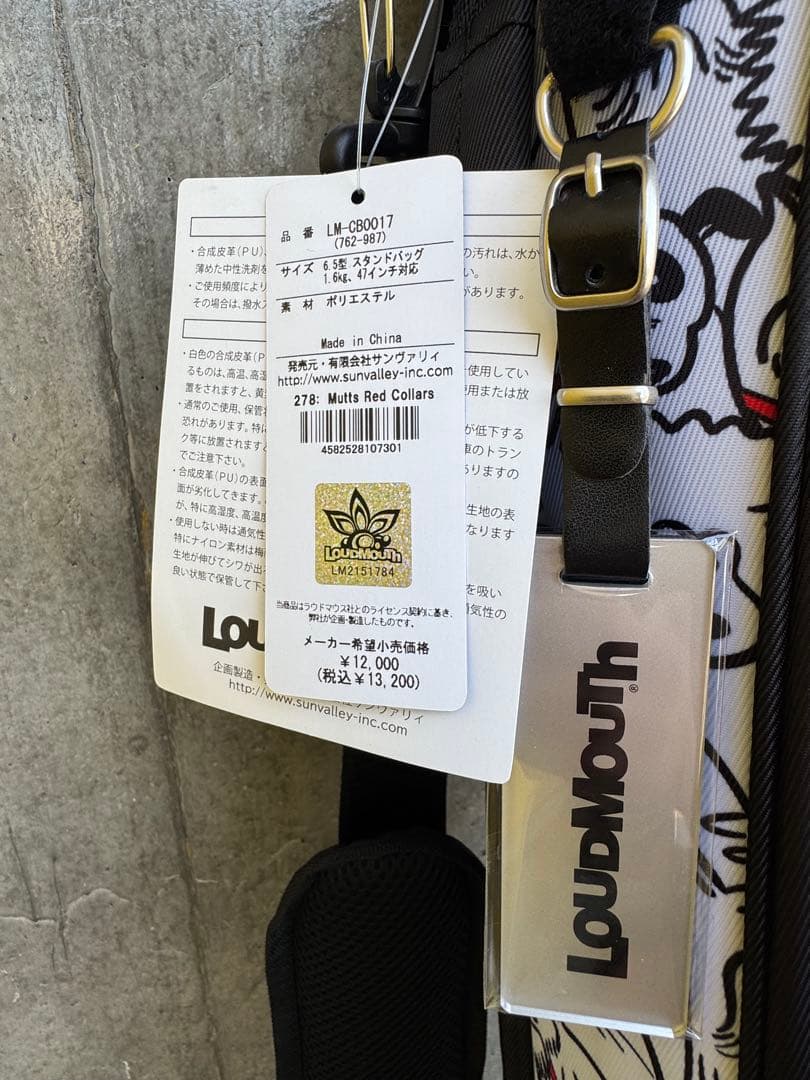 品 番 LM-CB0017
(762-987)
サイズ 6.5型 スタンドバッグ
1.6kg、47インチ対応
素 材 ポリエステル
Made in China
発売元・有限会社サンヴァリィ
http://www.sunvalley-inc.com
278: Mutts Red Collars
4582528107301
LOUDMOUTH
LM2151784
当商品はラウドマウス社とのライセンス契約に基き、
弊社が企画・製造したものです。
メーカー希望小売価格
¥12,000
(税込¥13,200)
・合成皮革(PU)、 の汚れは、水か
薄めた中性洗剤を い。
・ご使用頻度により があります。
その場合は、撥水
・白色の合成皮革(P 使用してい
るものは、高温、高湿 使用または放
置をされますと、黄
・通常のご使用、保管 が低下する
恐れがあります。特に 車のトラン
ク等に放置されますと ありますの
でご注意下さい。
・合成皮革(PU)の表 生地の表
面が劣化してきます。 なります
が、特に高湿度、高温度
・使用しない時は通気性
特にナイロン素材は梅
生地が伸びてシワが出 を吸い
良い状態で保管して下さ 通気性の
LOU
企画製造・ サンヴァリィ
http://www.sunvalley-inc.com
LOUDMOUTH®